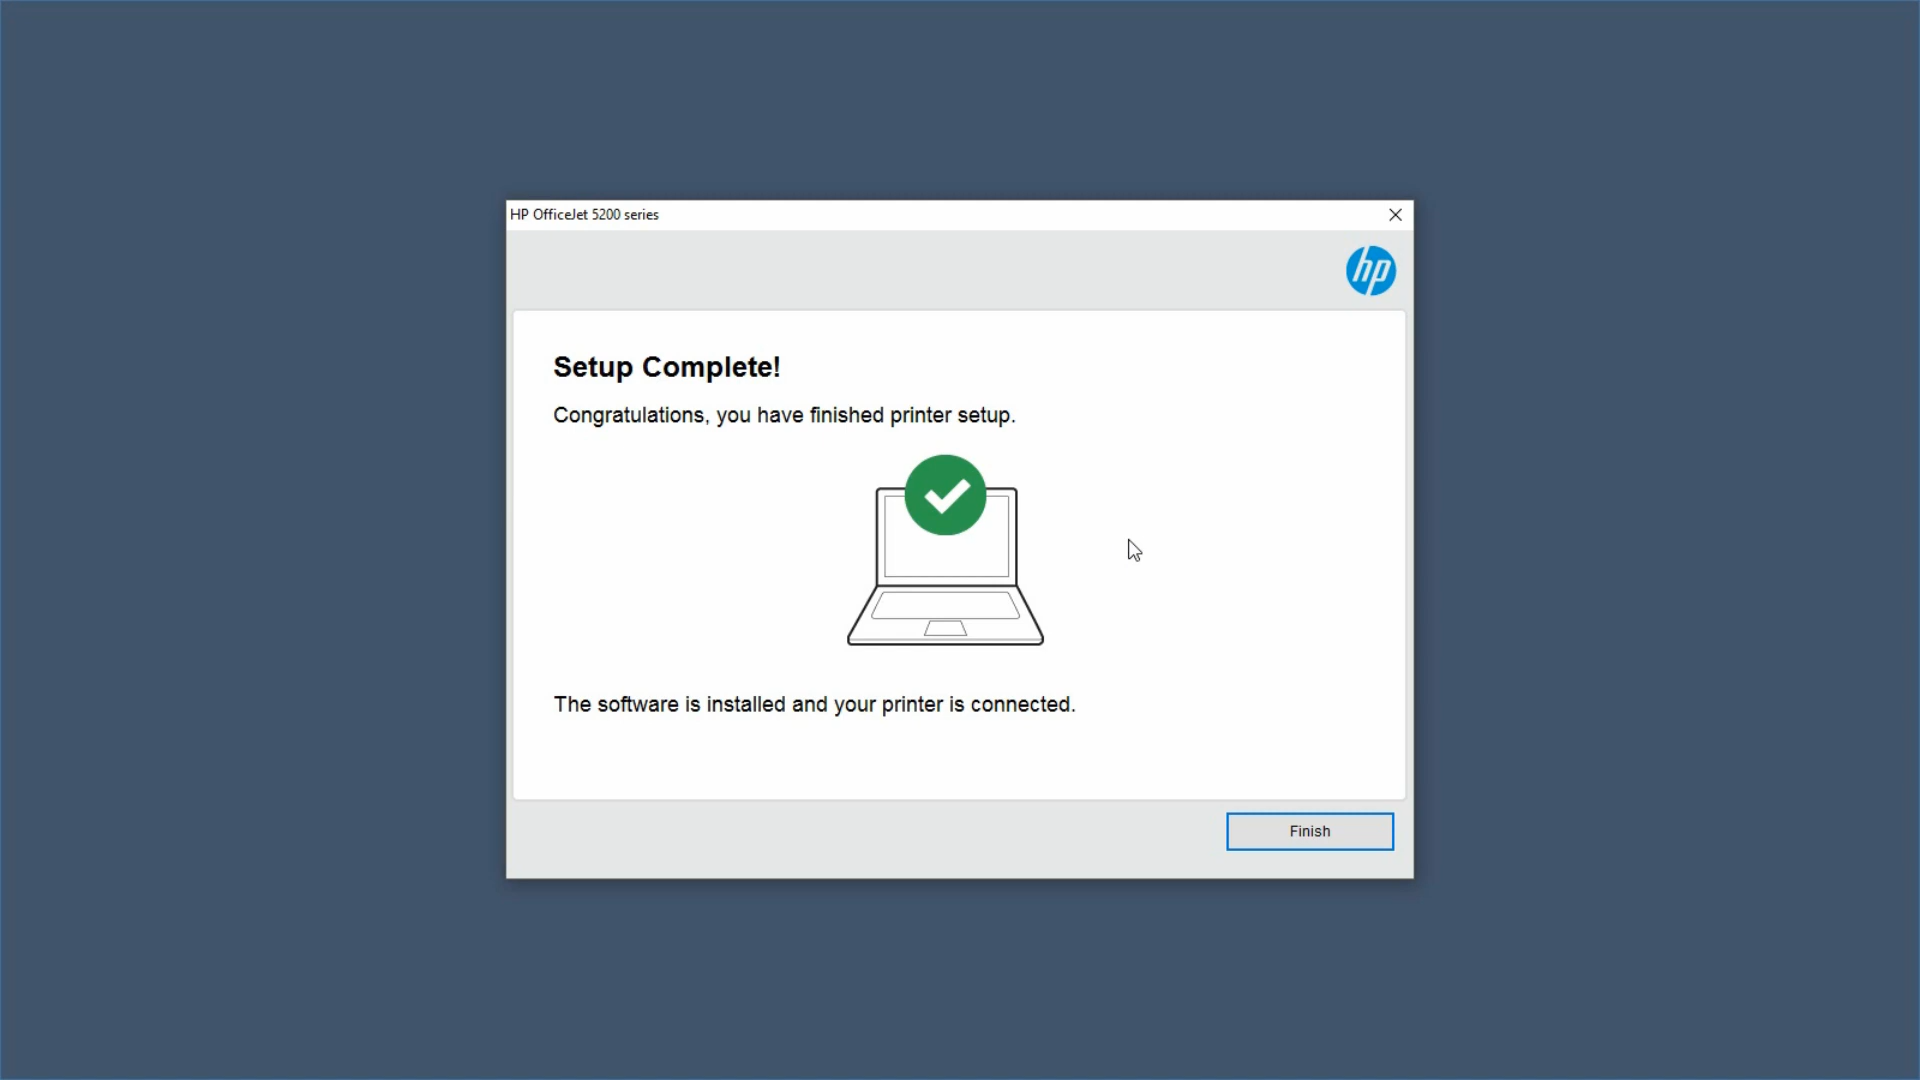 HP OfficeJet 5200 series
hp
Setup Complete!
Congratulations, you have finished printer setup.
The software is installed and your printer is connected.
Finish